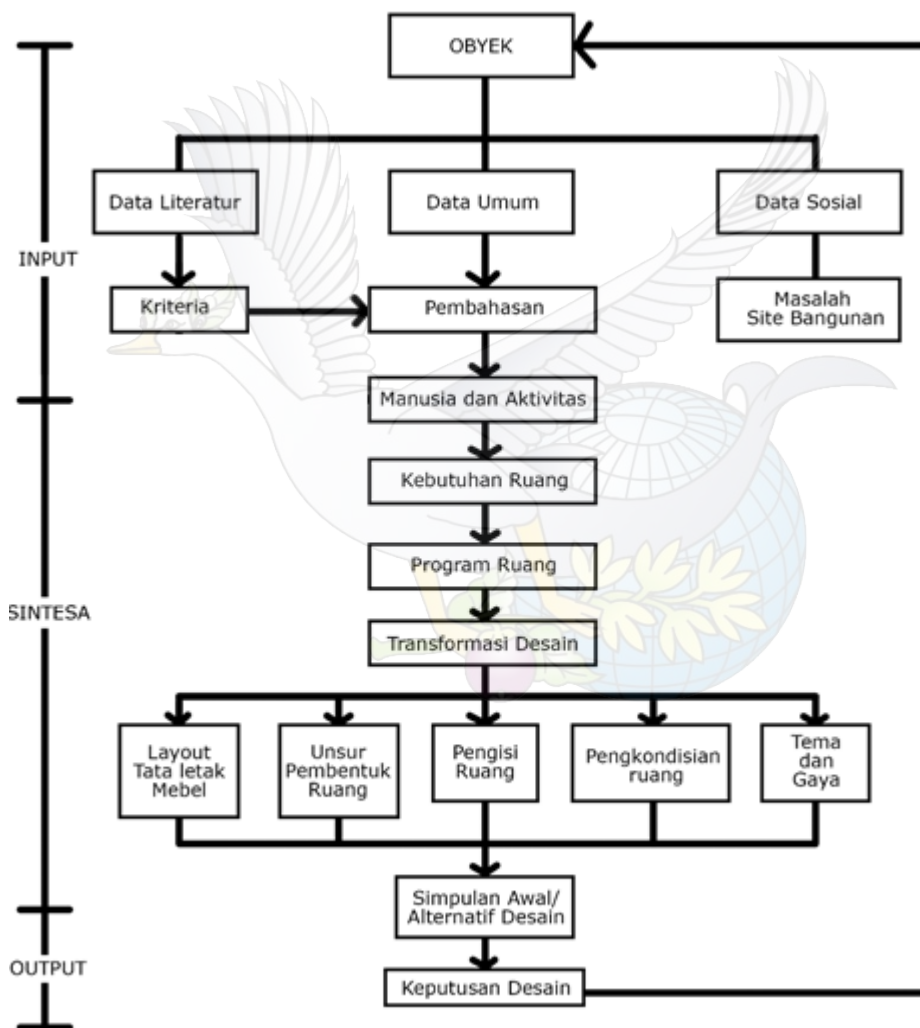 OBYEK
Data Literatur
Data Umum
Data Sosial
INPUT
Kriteria
Pembahasan
Masalah
Site Bangunan
Manusia dan Aktivitas
Kebutuhan Ruang
Program Ruang
SINTESA
Transformasi Desain
Layout
Tata letak
Mebel
Unsur
Pembentuk
Ruang
Pengisi
Ruang
Pengkondisian
ruang
Tema
dan
Gaya
Simpulan Awal/
Alternatif Desain
OUTPUT
Keputusan Desain